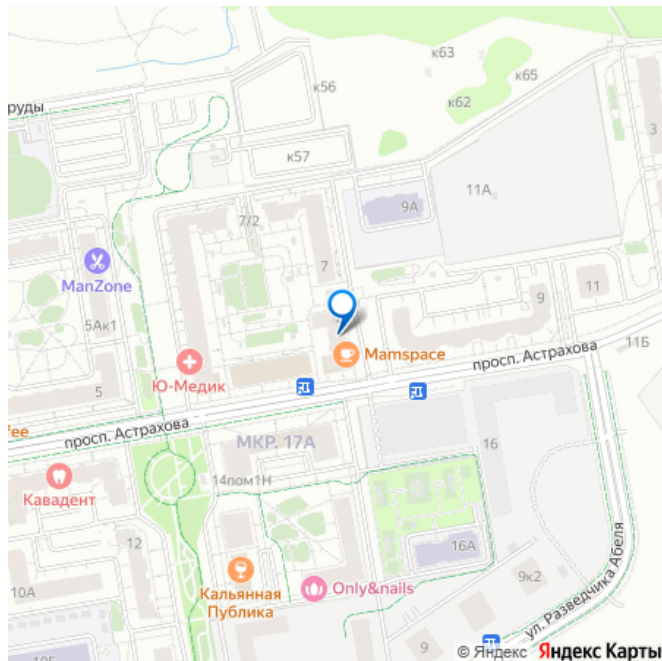 к63
к65
к56
к62
руды
к57
3
11А
9А
7/2
7
ManZone
11
9
5Ак1
11Б
Mamspace
просп. Астрахова
Ю-Медик
5
fee
просп. Астрахова
МКР. 17А
16
14пом1Н
Кавадент
12
16А
ул. Разведчика Абеля
Кальянная
Публика
9к2
Only&nails
10А
9
10Б
© Яндекс Яндекс Карты